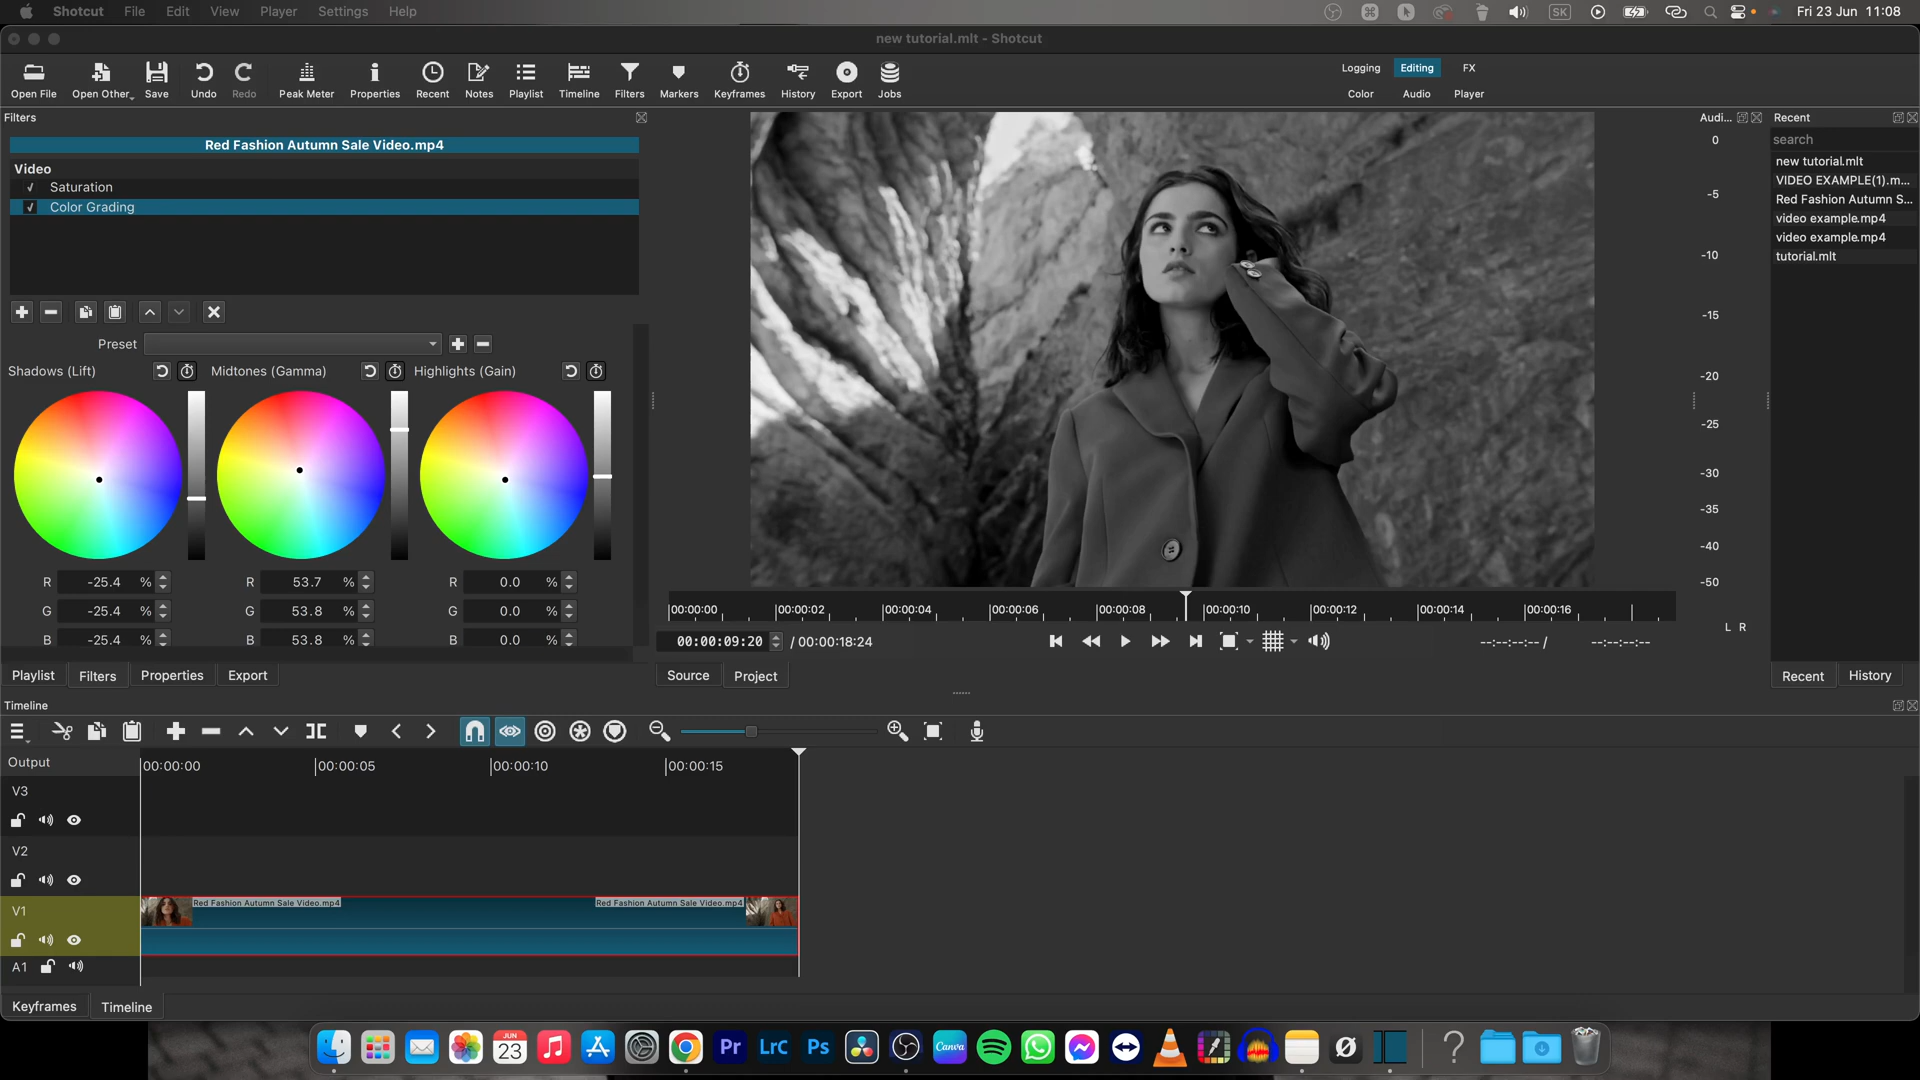 Shotcut File Edit View Player Settings Help
SK Fri 23 Jun 11:08
new tutorial.mlt - Shotcut
Open File Open Other Save Undo Redo Peak Meter Properties Recent Notes Playlist Timeline Filters Markers Keyframes History Export Jobs
Logging Editing FX
Color Audio Player
Filters
Red Fashion Autumn Sale Video.mp4
Video
Saturation
Color Grading
Preset
Shadows (Lift) Midtones (Gamma) Highlights (Gain)
R -25.4 % R 53.7 % R 0.0 %
G -25.4 % G 53.8 % G 0.0 %
B -25.4 % B 53.8 % B 0.0 %
Playlist Filters Properties Export
00:00:00 00:00:02 00:00:04 00:00:06 00:00:08 00:00:10 00:00:12 00:00:14 00:00:16
00:00:09:20 / 00:00:18:24 --:--:--:-- / --:--:--:--
Source Project
Audi...
0
-5
-10
-15
-20
-25
-30
-35
-40
-50
L R
Recent
search
new tutorial.mlt
VIDEO EXAMPLE(1).m...
Red Fashion Autumn S...
video example.mp4
video example.mp4
tutorial.mlt
Recent History
Timeline
Output
00:00:00 00:00:05 00:00:10 00:00:15
V3
V2
V1
Red Fashion Autumn Sale Video.mp4 Red Fashion Autumn Sale Video.mp4
A1
Keyframes Timeline
JUN
23
Pr LrC Ps
Canva